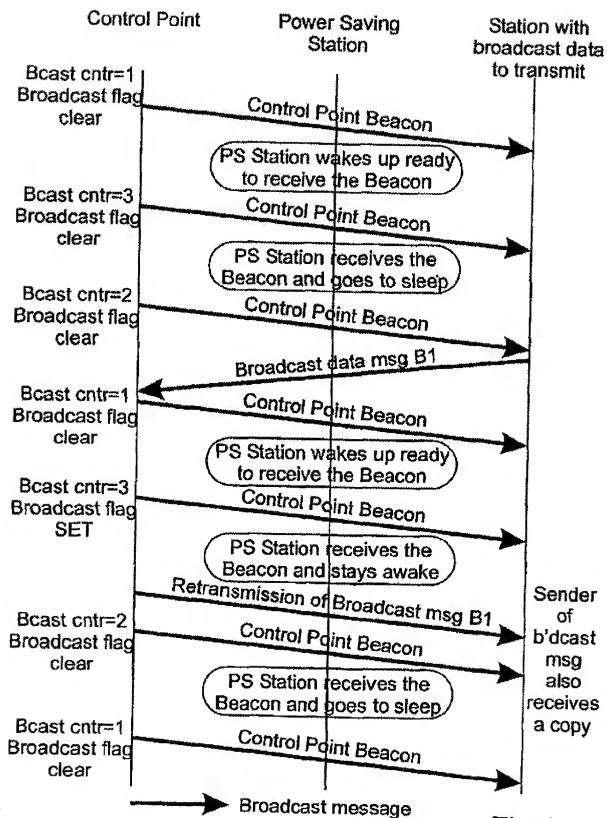 Control Point
Power Saving
Station
Station with
broadcast data
to transmit
Bcast cntr=1
Broadcast flag
clear
Control Point Beacon
PS Station wakes up ready
to receive the Beacon
Bcast cntr=3
Broadcast flag
clear
Control Point Beacon
PS Station receives the
Beacon and goes to sleep
Bcast cntr=2
Broadcast flag
clear
Control Point Beacon
Broadcast data msg B1
Bcast cntr=1
Broadcast flag
clear
Control Point Beacon
PS Station wakes up ready
to receive the Beacon
Bcast cntr=3
Broadcast flag
SET
Control Point Beacon
PS Station receives the
Beacon and stays awake
Retransmission of Broadcast msg B1
Sender
of
b'dcast
msg
also
receives
a copy
Bcast cntr=2
Broadcast flag
clear
Control Point Beacon
PS Station receives the
Beacon and goes to sleep
Bcast cntr=1
Broadcast flag
clear
Control Point Beacon
Broadcast message